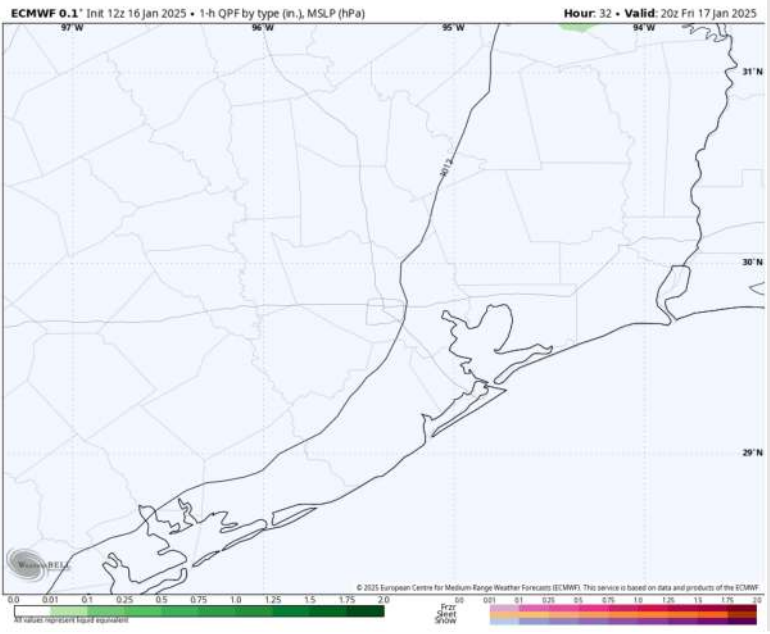 ECMWF 0.1° Init 12z 16 Jan 2025 • 1-h QPF by type (in.), MSLP (hPa)
Hour: 32 • Valid: 20z Fri 17 Jan 2025
97°W 96°W 95°W 94°W
31°N
1012
30°N
29°N
WeatherBELL
© 2025 European Centre for Medium-Range Weather Forecasts (ECMWF). This service is based on data and products of the ECMWF.
0.0 0.01 0.1 0.25 0.5 0.75 1.0 1.25 1.5 1.75 2.0
0.0 0.01 0.1 0.25 0.5 0.75 1.0 1.25 1.5 1.75 2.0
Frzr
Sleet
Snow
All values represent liquid equivalent